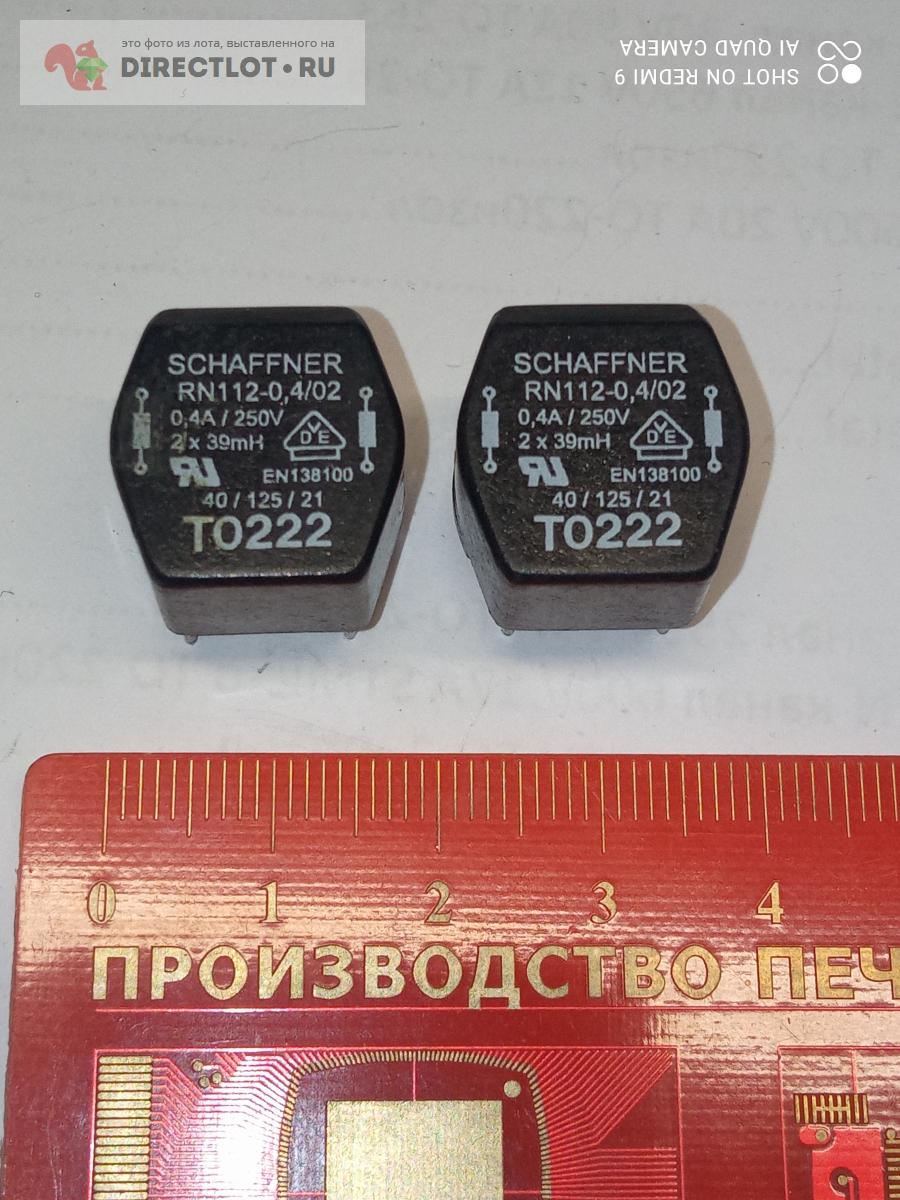 это фото из лота, выставленного на
DIRECTLOT.RU
SHOT ON REDMI 9
AI QUAD CAMERA
SCHAFFNER
RN112-0,4/02
0,4A / 250V
2 x 39mH
VDE
EN138100
40 / 125 / 21
T0222
SCHAFFNER
RN112-0,4/02
0,4A / 250V
2 x 39mH
VDE
EN138100
40 / 125 / 21
T0222
0 1 2 3 4
ПРОИЗВОДСТВО ПЕЧ